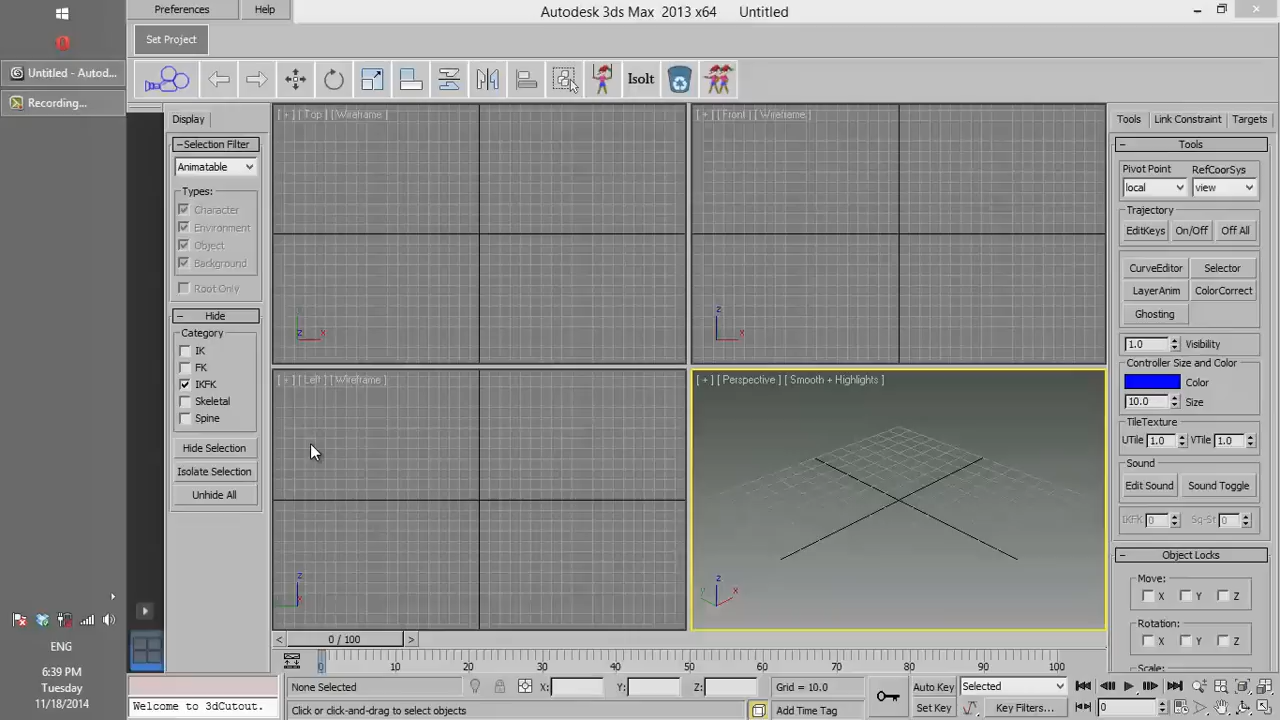 Preferences
Help
Autodesk 3ds Max 2013 x64 Untitled
Set Project
Untitled - Autod...
Recording...
Isolt
Display
Selection Filter
Animatable
Types:
Character
Environment
Object
Background
Root Only
Hide
Category
IK
FK
IKFK
Skeletal
Spine
Hide Selection
Isolate Selection
Unhide All
[ + ] [ Top ] [ Wireframe ]
[ + ] [ Front ] [ Wireframe ]
[ + ] [ Left ] [ Wireframe ]
[ + ] [ Perspective ] [ Smooth + Highlights ]
z x
z x
z
z y x
Tools Link Constraint Targets
Tools
Pivot Point RefCoorSys
local view
Trajectory
EditKeys On/Off Off All
CurveEditor Selector
LayerAnim ColorCorrect
Ghosting
1.0 Visibility
Controller Size and Color
Color
10.0 Size
TileTexture
UTile 1.0 VTile 1.0
Sound
Edit Sound Sound Toggle
IKFK 0 Sq-St 0
Object Locks
Move:
X Y Z
Rotation:
X Y Z
Scale:
ENG
6:39 PM
Tuesday
11/18/2014
< 0 / 100 >
0 10 20 30 40 50 60 70 80 90 100
None Selected X: Y: Z: Grid = 10.0 Auto Key Selected
Welcome to 3dCutout. Click or click-and-drag to select objects Add Time Tag Set Key Key Filters... 0